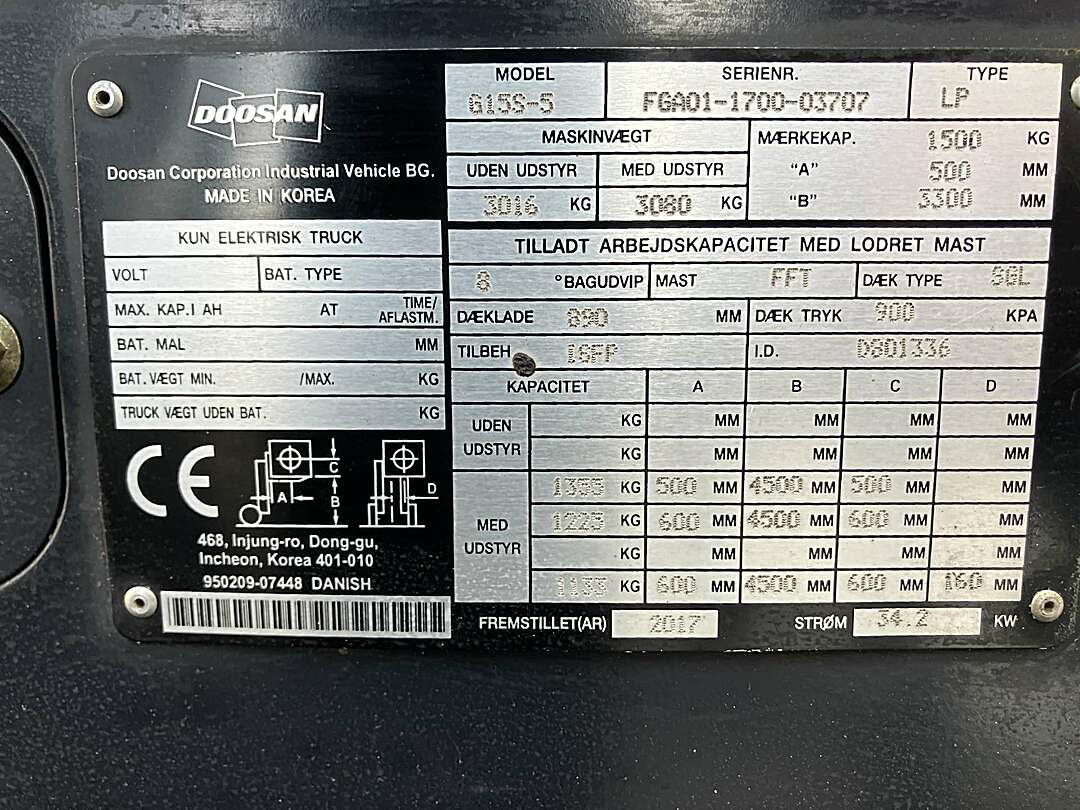 DOOSAN
Doosan Corporation Industrial Vehicle BG.
MADE IN KOREA
KUN ELEKTRISK TRUCK
VOLT BAT. TYPE
MAX. KAP.I AH AT TIME/AFLASTM.
BAT. MAL MM
BAT.VÆGT MIN. /MAX. KG
TRUCK VÆGT UDEN BAT. KG
CE
A C B D
468, Injung-ro, Dong-gu,
Incheon, Korea 401-010
950209-07448 DANISH
MODEL SERIENR. TYPE
G15S-5 FGA01-1700-03707 LP
MASKINVÆGT
UDEN UDSTYR MED UDSTYR
3016 KG 3080 KG
MÆRKEKAP. 1500 KG
"A" 500 MM
"B" 3300 MM
TILLADT ARBEJDSKAPACITET MED LODRET MAST
8 °BAGUDVIP MAST FFT DÆK TYPE SGL
DÆKLADE 890 MM DÆK TRYK 900 KPA
TILBEH ISFP I.D. D801336
KAPACITET A B C D
UDEN UDSTYR
KG MM MM MM MM
KG MM MM MM MM
MED UDSTYR
1355 KG 500 MM 4500 MM 500 MM MM
1225 KG 600 MM 4500 MM 600 MM MM
KG MM MM MM MM
1133 KG 600 MM 4500 MM 600 MM 160 MM
FREMSTILLET(AR) 2017 STRØM 34.2 KW